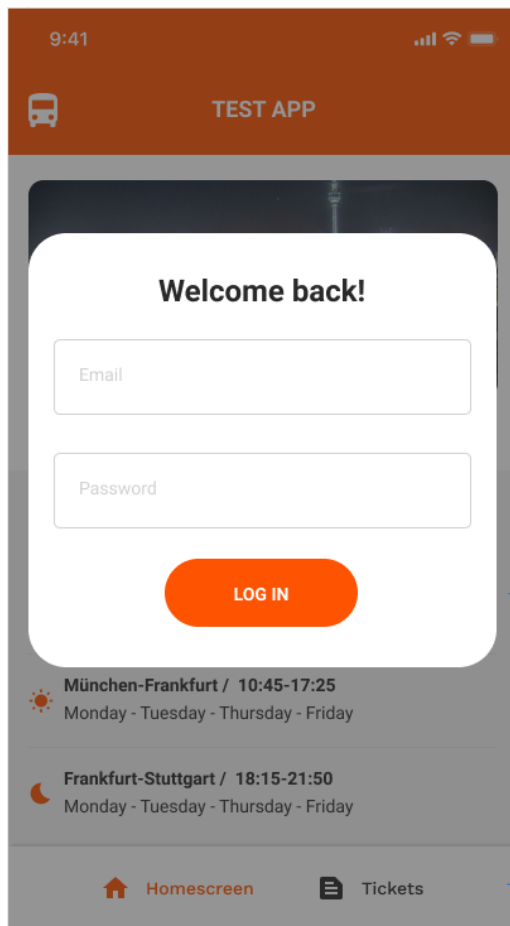 9:41
TEST APP
Welcome back!
Email
Password
LOG IN
München-Frankfurt / 10:45-17:25
Monday - Tuesday - Thursday - Friday
Frankfurt-Stuttgart / 18:15-21:50
Monday - Tuesday - Thursday - Friday
Homescreen
Tickets